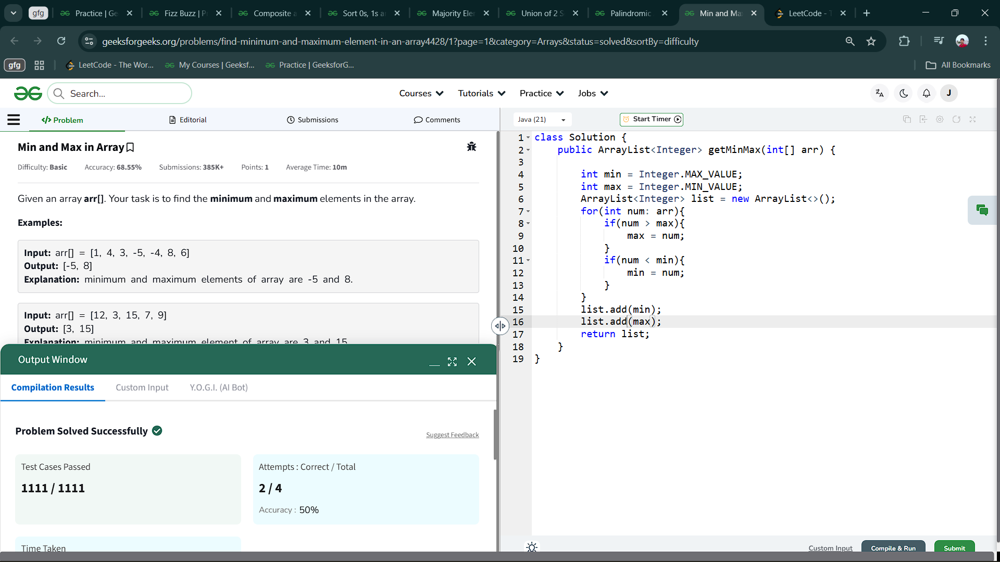 gfg
Practice | Ge
Fizz Buzz | P
Composite a
Sort 0s, 1s a
Majority Ele
Union of 2 S
Palindromic
Min and Ma
LeetCode - T
geeksforgeeks.org/problems/find-minimum-and-maximum-element-in-an-array4428/1?page=1&category=Arrays&status=solved&sortBy=difficulty
gfg
LeetCode - The Wor...
My Courses | Geeksf...
Practice | GeeksforG...
All Bookmarks
Search...
Courses
Tutorials
Practice
Jobs
J
</> Problem
Editorial
Submissions
Comments
Java (21)
Start Timer
Min and Max in Array
Difficulty: Basic Accuracy: 68.55% Submissions: 385K+ Points: 1 Average Time: 10m
Given an array arr[]. Your task is to find the minimum and maximum elements in the array.
Examples:
Input: arr[] = [1, 4, 3, -5, -4, 8, 6]
Output: [-5, 8]
Explanation: minimum and maximum elements of array are -5 and 8.
Input: arr[] = [12, 3, 15, 7, 9]
Output: [3, 15]
Explanation: minimum and maximum element of array are 3 and 15.
Output Window
Compilation Results
Custom Input
Y.O.G.I. (AI Bot)
Problem Solved Successfully
Suggest Feedback
Test Cases Passed
1111 / 1111
Attempts : Correct / Total
2 / 4
Accuracy : 50%
Time Taken
1 class Solution {
2 public ArrayList<Integer> getMinMax(int[] arr) {
3
4 int min = Integer.MAX_VALUE;
5 int max = Integer.MIN_VALUE;
6 ArrayList<Integer> list = new ArrayList<>();
7 for(int num: arr){
8 if(num > max){
9 max = num;
10 }
11 if(num < min){
12 min = num;
13 }
14 }
15 list.add(min);
16 list.add(max);
17 return list;
18 }
19 }
Custom Input
Compile & Run
Submit